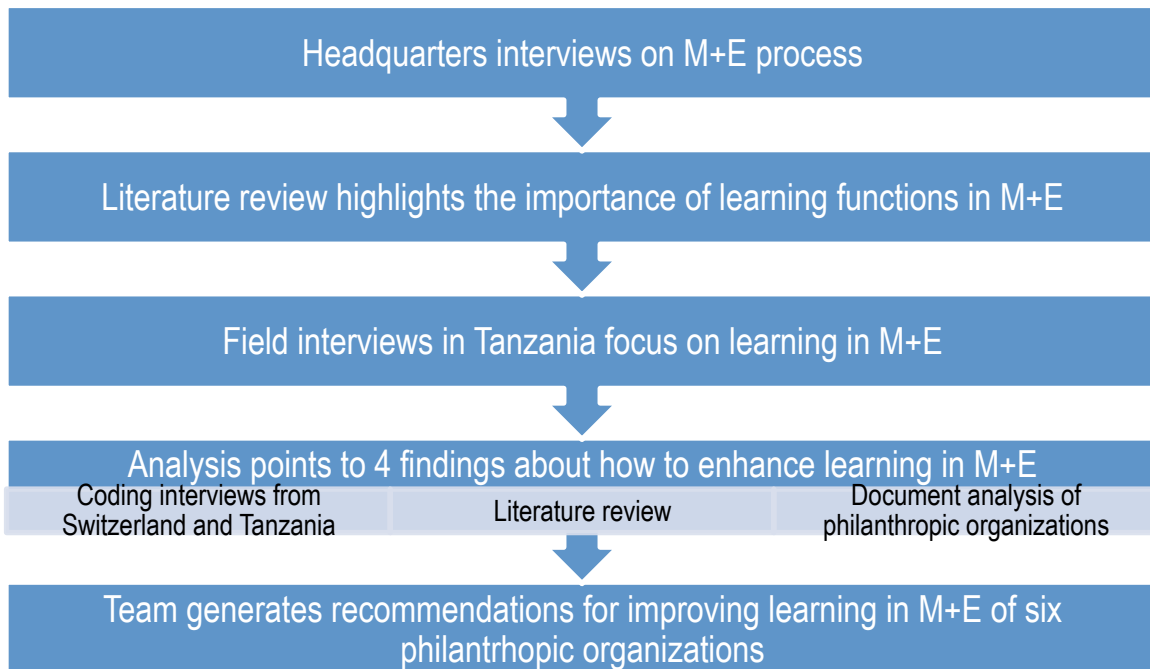 Headquarters interviews on M+E process
Literature review highlights the importance of learning functions in M+E
Field interviews in Tanzania focus on learning in M+E
Analysis points to 4 findings about how to enhance learning in M+E
Coding interviews from
Switzerland and Tanzania
Literature review
Document analysis of
philanthropic organizations
Team generates recommendations for improving learning in M+E of six
philantrhopic organizations